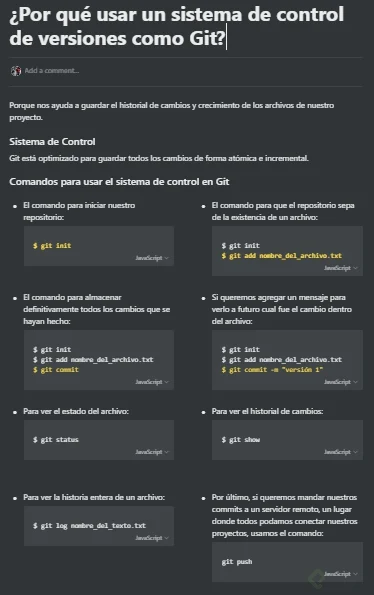 ¿Por qué usar un sistema de control
de versiones como Git?
Add a comment...
Porque nos ayuda a guardar el historial de cambios y crecimiento de los archivos de nuestro
proyecto.
Sistema de Control
Git está optimizado para guardar todos los cambios de forma atómica e incremental.
Comandos para usar el sistema de control en Git
• El comando para iniciar nuestro
repositorio:
$ git init
JavaScript
• El comando para que el repositorio sepa
de la existencia de un archivo:
$ git init
$ git add nombre_del_archivo.txt
JavaScript
• El comando para almacenar
definitivamente todos los cambios que se
hayan hecho:
$ git init
$ git add nombre_del_archivo.txt
$ git commit
JavaScript
• Si queremos agregar un mensaje para
verlo a futuro cual fue el cambio dentro
del archivo:
$ git init
$ git add nombre_del_archivo.txt
$ git commit -m "versión 1"
JavaScript
• Para ver el estado del archivo:
$ git status
JavaScript
• Para ver el historial de cambios:
$ git show
JavaScript
• Para ver la historia entera de un archivo:
$ git log nombre_del_texto.txt
JavaScript
• Por último, si queremos mandar nuestros
commits a un servidor remoto, un lugar
donde todos podamos conectar nuestros
proyectos, usamos el comando:
git push
JavaScript